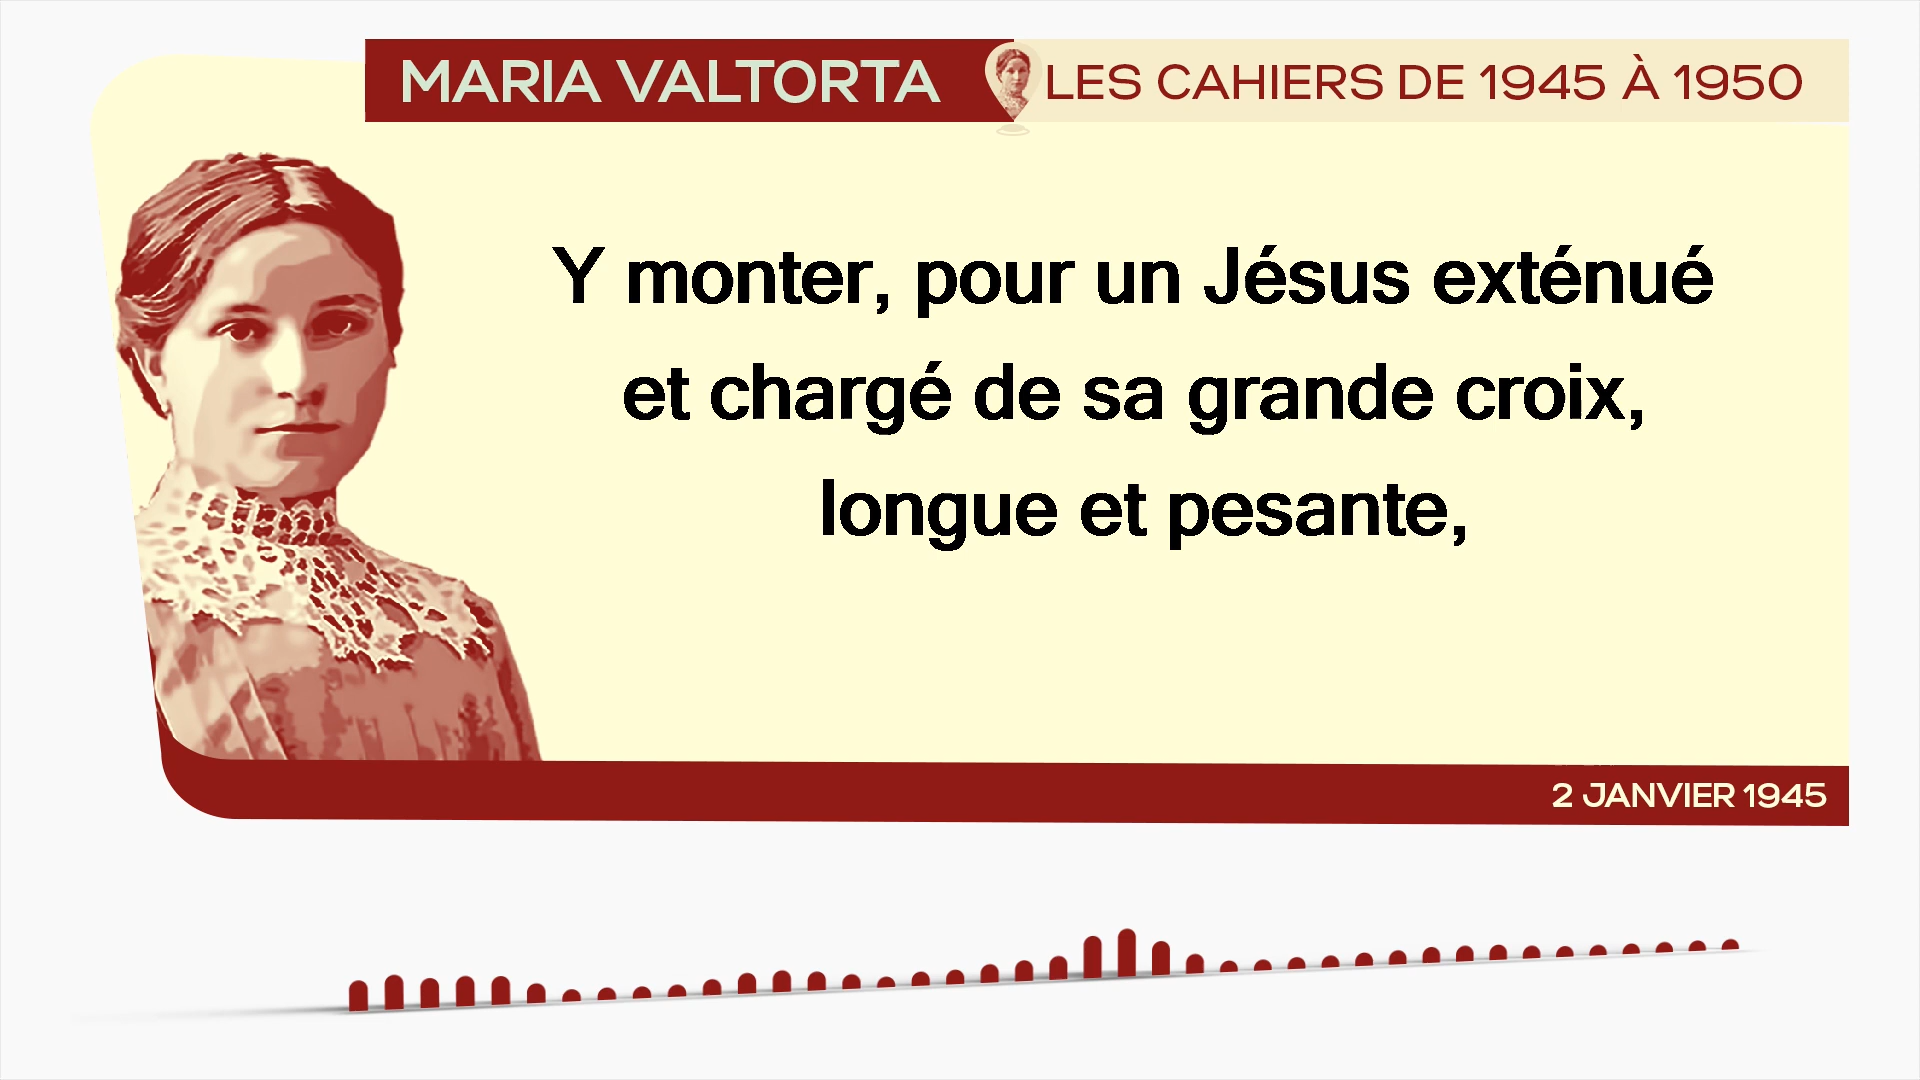 MARIA VALTORTA
LES CAHIERS DE 1945 À 1950
Y monter, pour un Jésus exténué
et chargé de sa grande croix,
longue et pesante,
2 JANVIER 1945